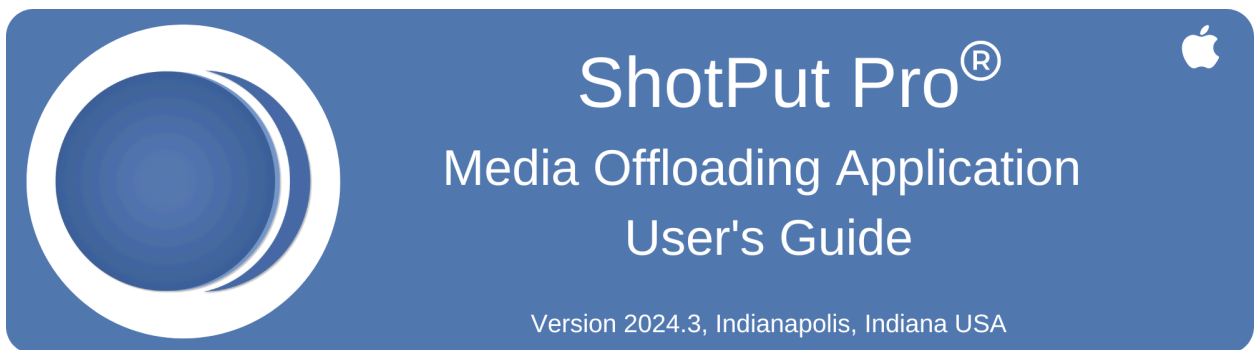 ShotPut Pro®
Media Offloading Application
User's Guide
Version 2024.3, Indianapolis, Indiana USA